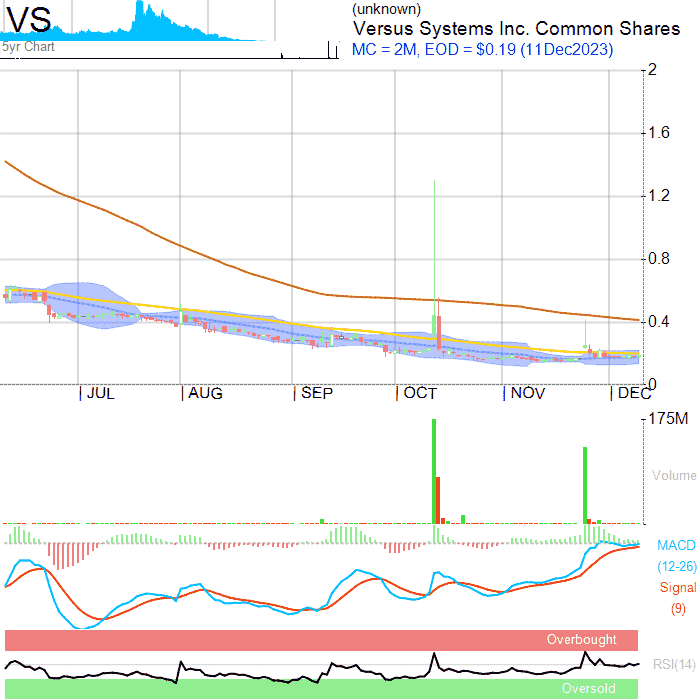 VS
5yr Chart
(unknown)
Versus Systems Inc. Common Shares
MC = 2M, EOD = $0.19 (11Dec2023)
2
1.6
1.2
0.8
0.4
0
JUL AUG SEP OCT NOV DEC
175M
Volume
MACD
(12-26)
Signal
(9)
Overbought
RSI(14)
Oversold